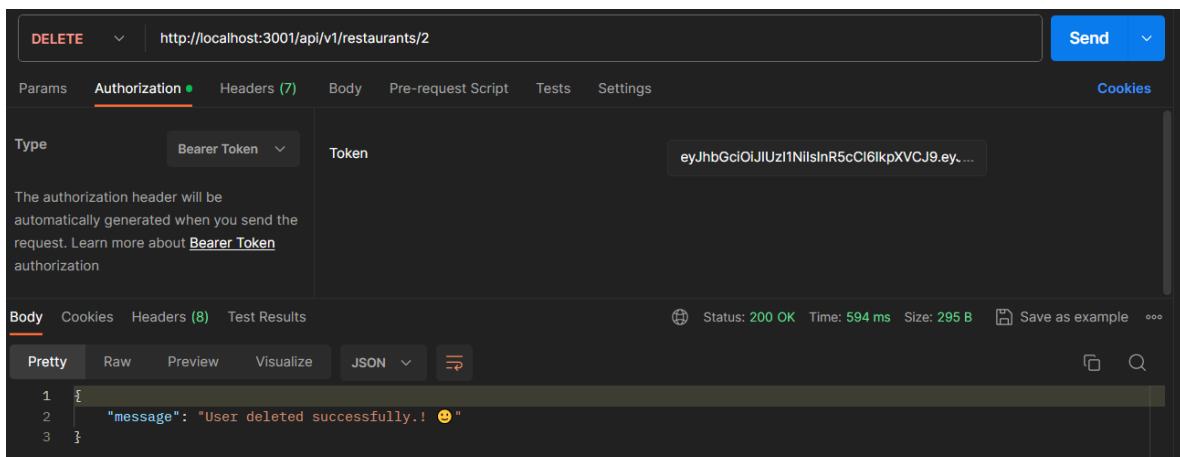 DELETE http://localhost:3001/api/v1/restaurants/2 Send
Params Authorization Headers (7) Body Pre-request Script Tests Settings Cookies
Type Bearer Token
The authorization header will be
automatically generated when you send the
request. Learn more about Bearer Token
authorization
Token eyJhbGciOiJIUzI1NiIsInR5cCI6IkpXVCJ9.ey...
Body Cookies Headers (8) Test Results Status: 200 OK Time: 594 ms Size: 295 B Save as example
Pretty Raw Preview Visualize JSON
1 {
2 "message": "User deleted successfully.! 🙂"
3 }